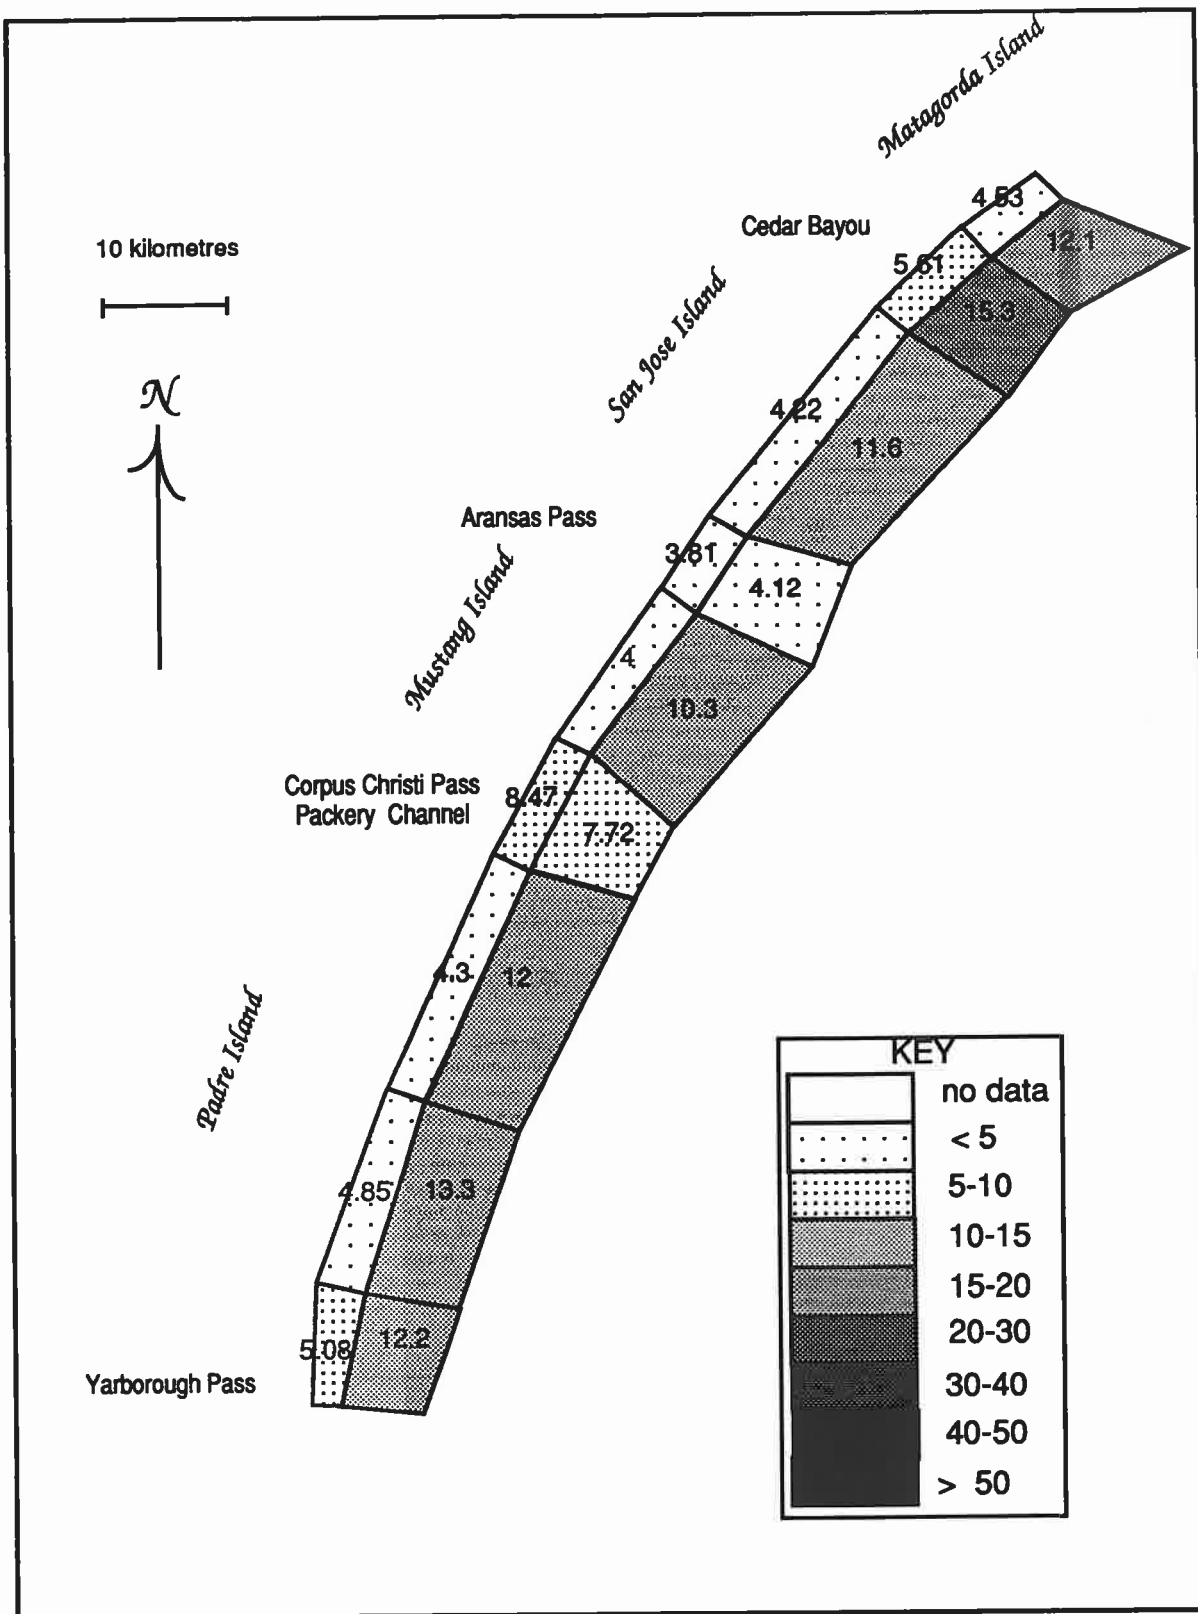 Matagorda Island
4.53
Cedar Bayou
12.1
10 kilometres
5.61
15.3
San Jose Island
N
4.22
11.6
Aransas Pass
3.81
4.12
Mustang Island
4
10.3
Corpus Christi Pass
Packery Channel
8.47
7.72
4.3
12
Padre Island
4.85
13.3
5.08
12.2
Yarborough Pass
KEY
no data
< 5
5-10
10-15
15-20
20-30
30-40
40-50
> 50